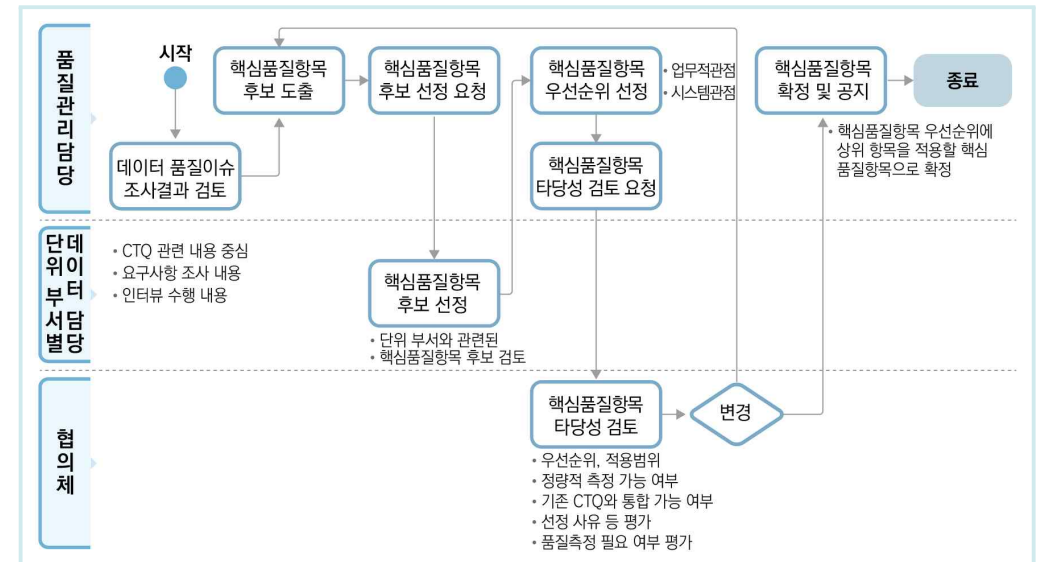 품질관리담당
시작
데이터 품질이슈
조사결과 검토
핵심품질항목
후보 도출
핵심품질항목
후보 선정 요청
핵심품질항목
우선순위 선정
• 업무적관점
• 시스템관점
핵심품질항목
타당성 검토 요청
핵심품질항목
확정 및 공지
• 핵심품질항목 우선순위에
상위 항목을 적용할 핵심
품질항목으로 확정
종료
단위 부서별
데이터 담당
• CTQ 관련 내용 중심
• 요구사항 조사 내용
• 인터뷰 수행 내용
핵심품질항목
후보 선정
• 단위 부서와 관련된
• 핵심품질항목 후보 검토
협의체
핵심품질항목
타당성 검토
• 우선순위, 적용범위
• 정량적 측정 가능 여부
• 기존 CTQ와 통합 가능 여부
• 선정 사유 등 평가
• 품질측정 필요 여부 평가
변경